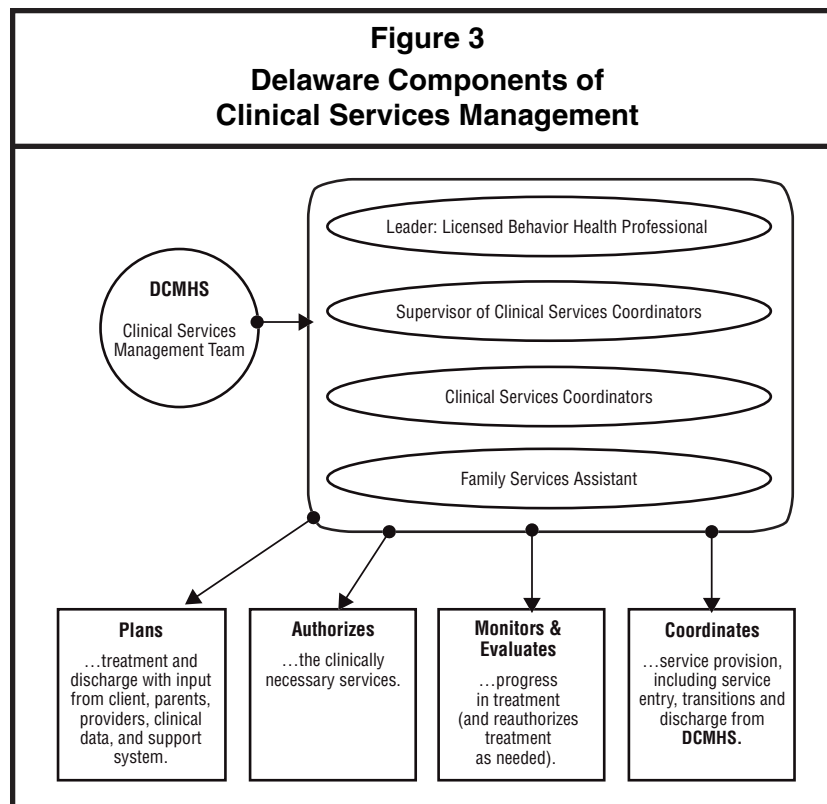 Figure 3
Delaware Components of
Clinical Services Management
Leader: Licensed Behavior Health Professional
DCMHS
Clinical Services
Management Team
Supervisor of Clinical Services Coordinators
Clinical Services Coordinators
Family Services Assistant
Plans
…treatment and
discharge with input
from client, parents,
providers, clinical
data, and support
system.
Authorizes
…the clinically
necessary services.
Monitors &
Evaluates
…progress
in treatment
(and reauthorizes
treatment
as needed).
Coordinates
…service provision,
including service
entry, transitions and
discharge from
DCMHS.